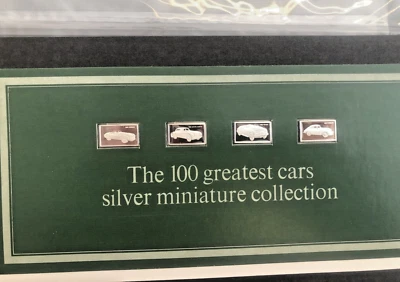 The 100 greatest cars
silver miniature collection